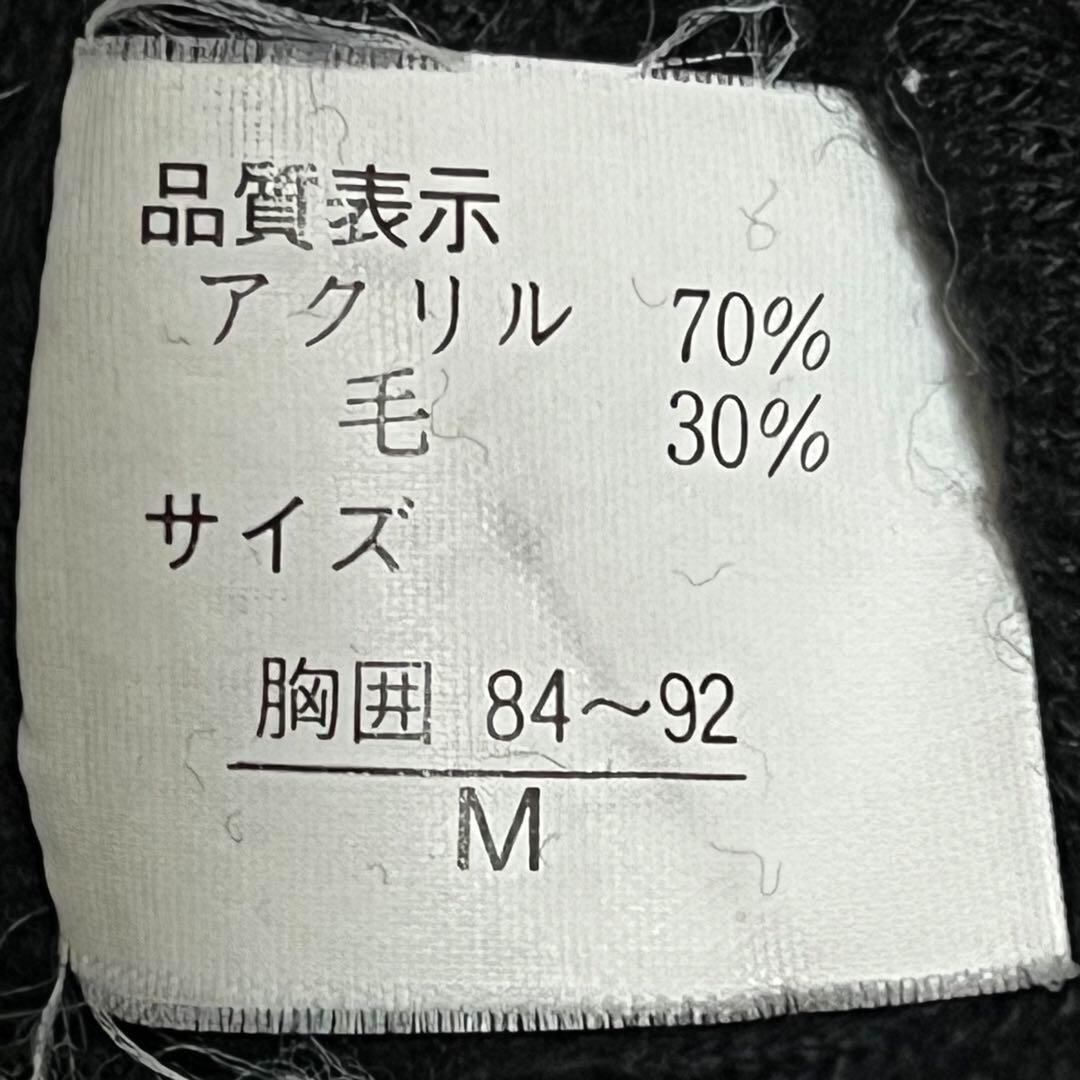 品質表示
アクリル 70%
毛 30%
サイズ
胸囲 84～92
M